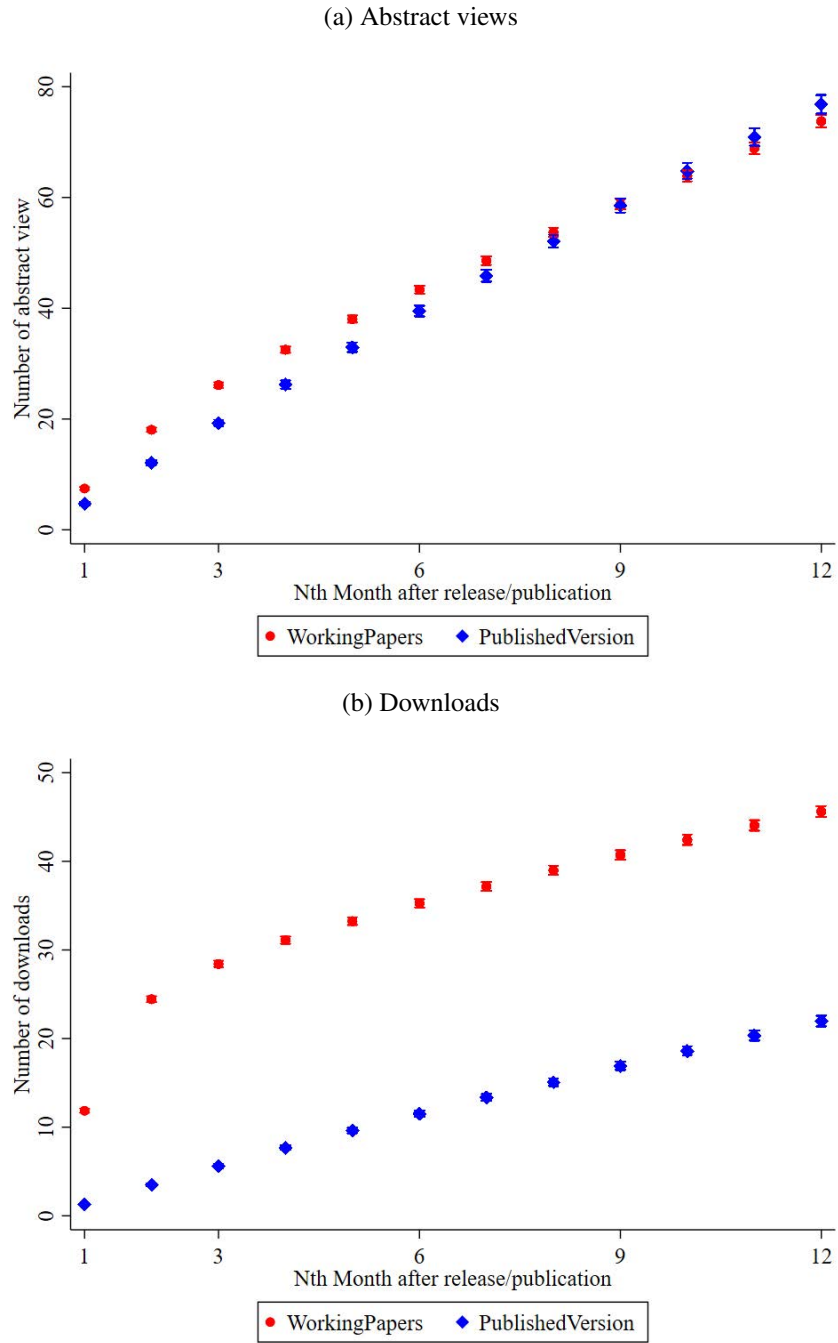 (a) Abstract views
80
60
40
20
0
Number of abstract view
1 3 6 9 12
Nth Month after release/publication
WorkingPapers PublishedVersion
(b) Downloads
50
40
30
20
10
0
Number of downloads
1 3 6 9 12
Nth Month after release/publication
WorkingPapers PublishedVersion